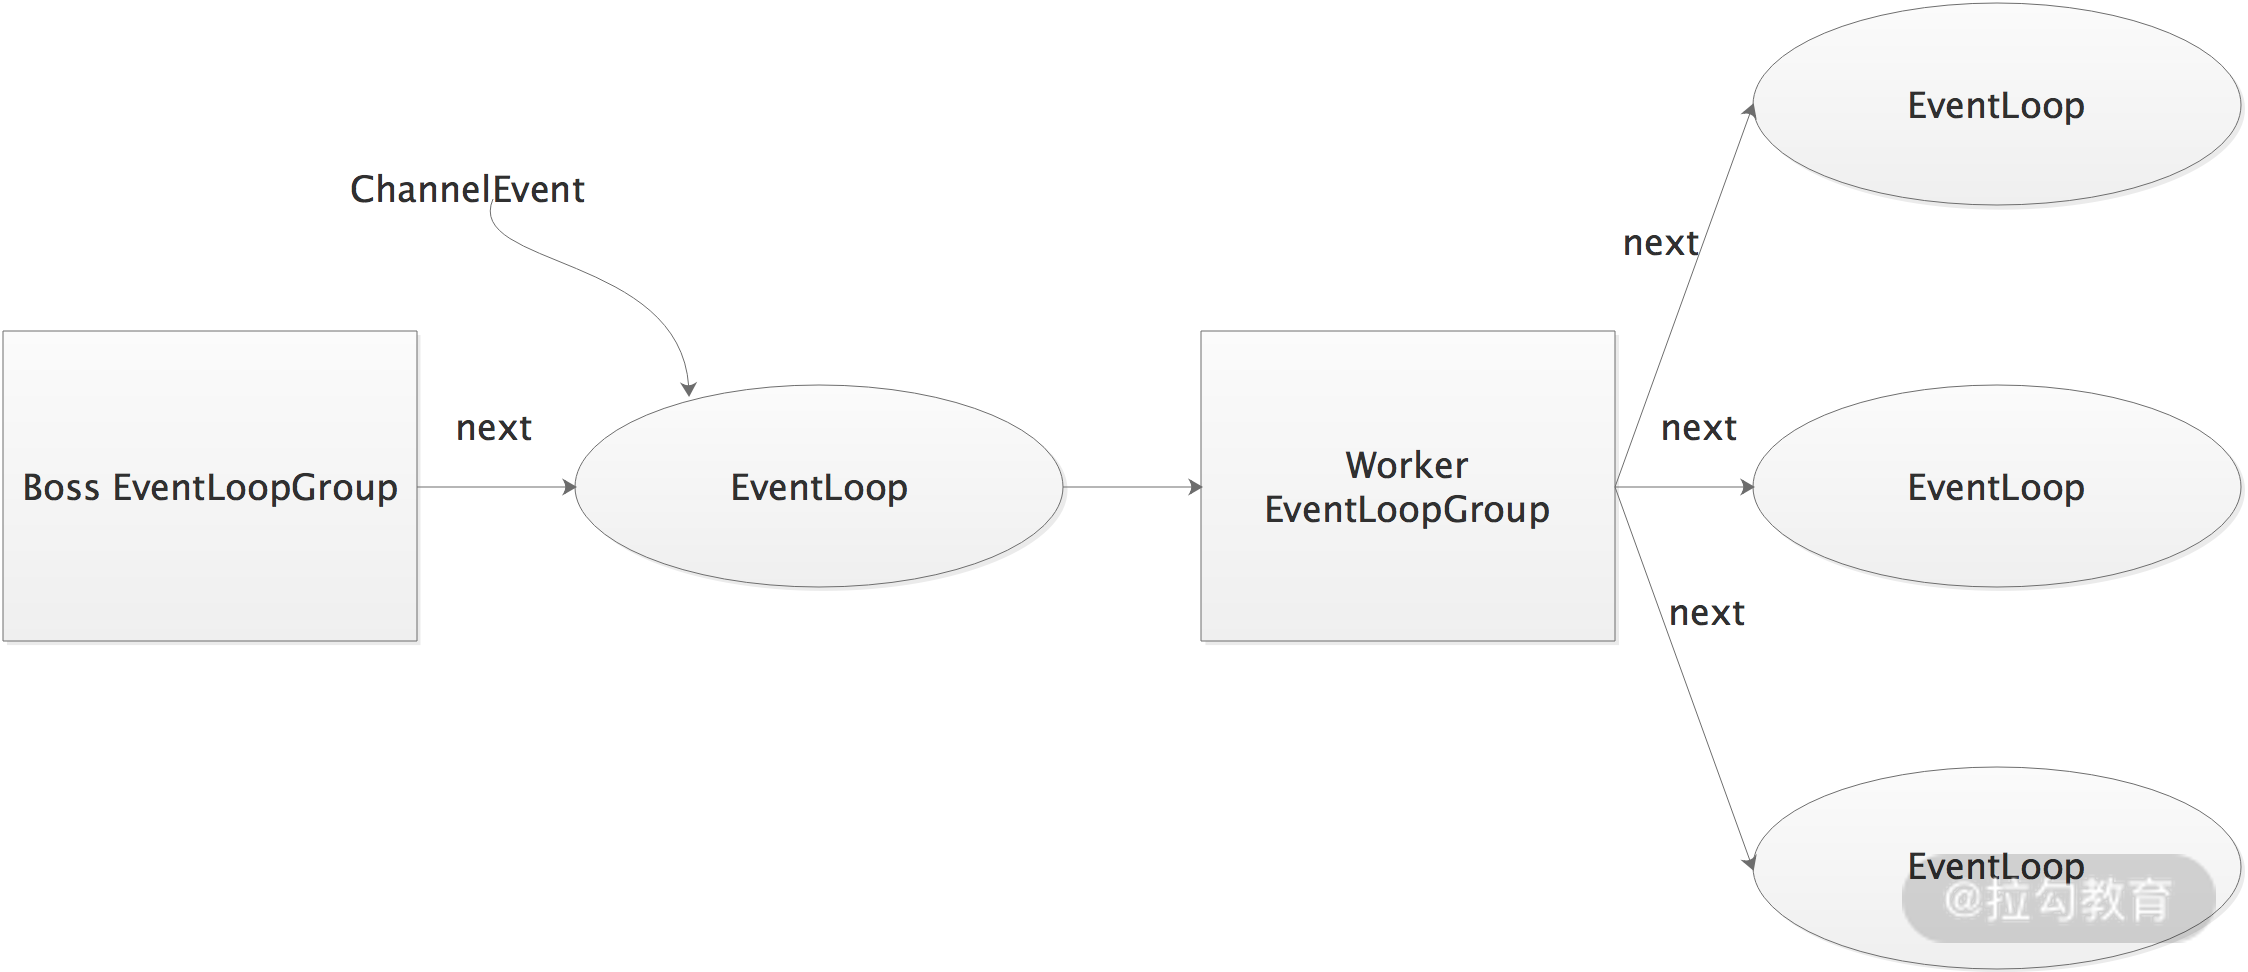 EventLoop
ChannelEvent
next
next
next
Boss EventLoopGroup
EventLoop
Worker
EventLoopGroup
EventLoop
next
EventLoop
@拉勾教育